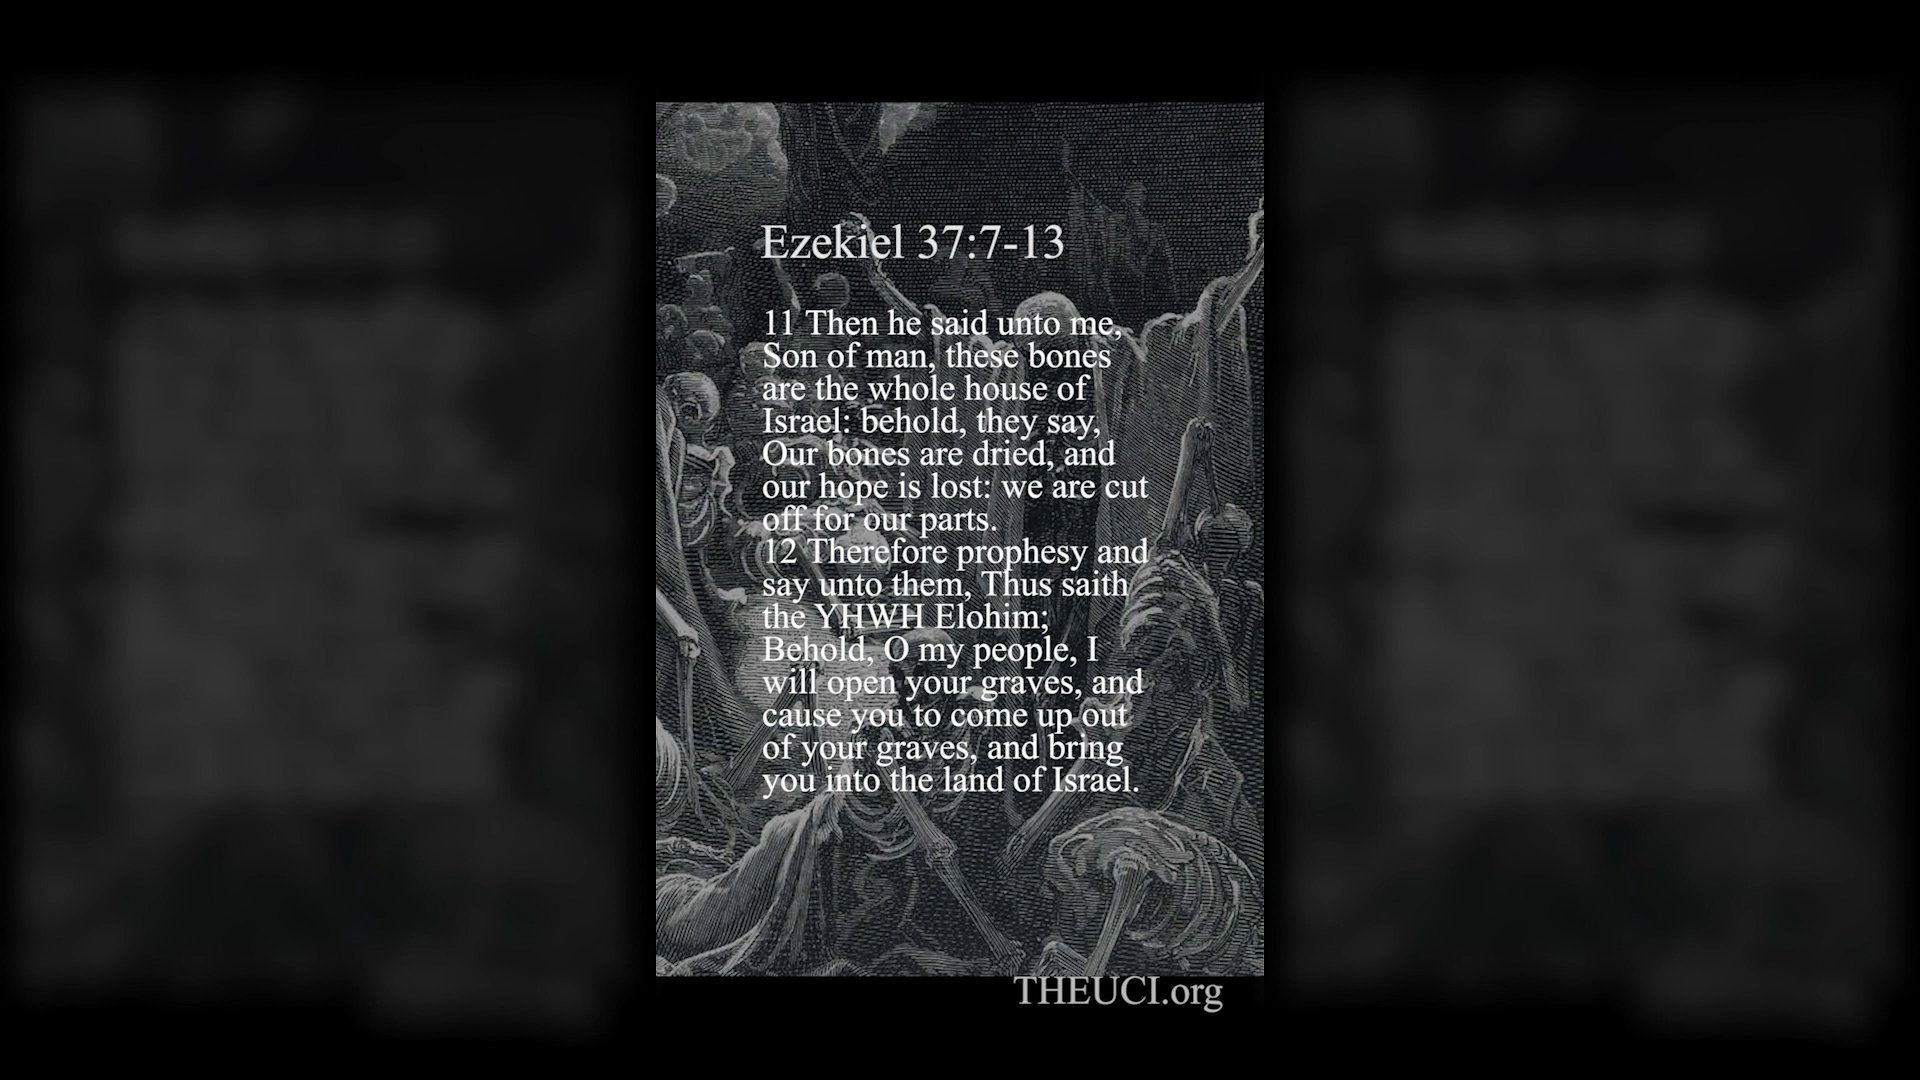 Ezekiel 37:7-13
11 Then he said unto me,
Son of man, these bones
are the whole house of
Israel: behold, they say,
Our bones are dried, and
our hope is lost: we are cut
off for our parts.
12 Therefore prophesy and
say unto them, Thus saith
the YHWH Elohim;
Behold, O my people, I
will open your graves, and
cause you to come up out
of your graves, and bring
you into the land of Israel.
THEUCI.org